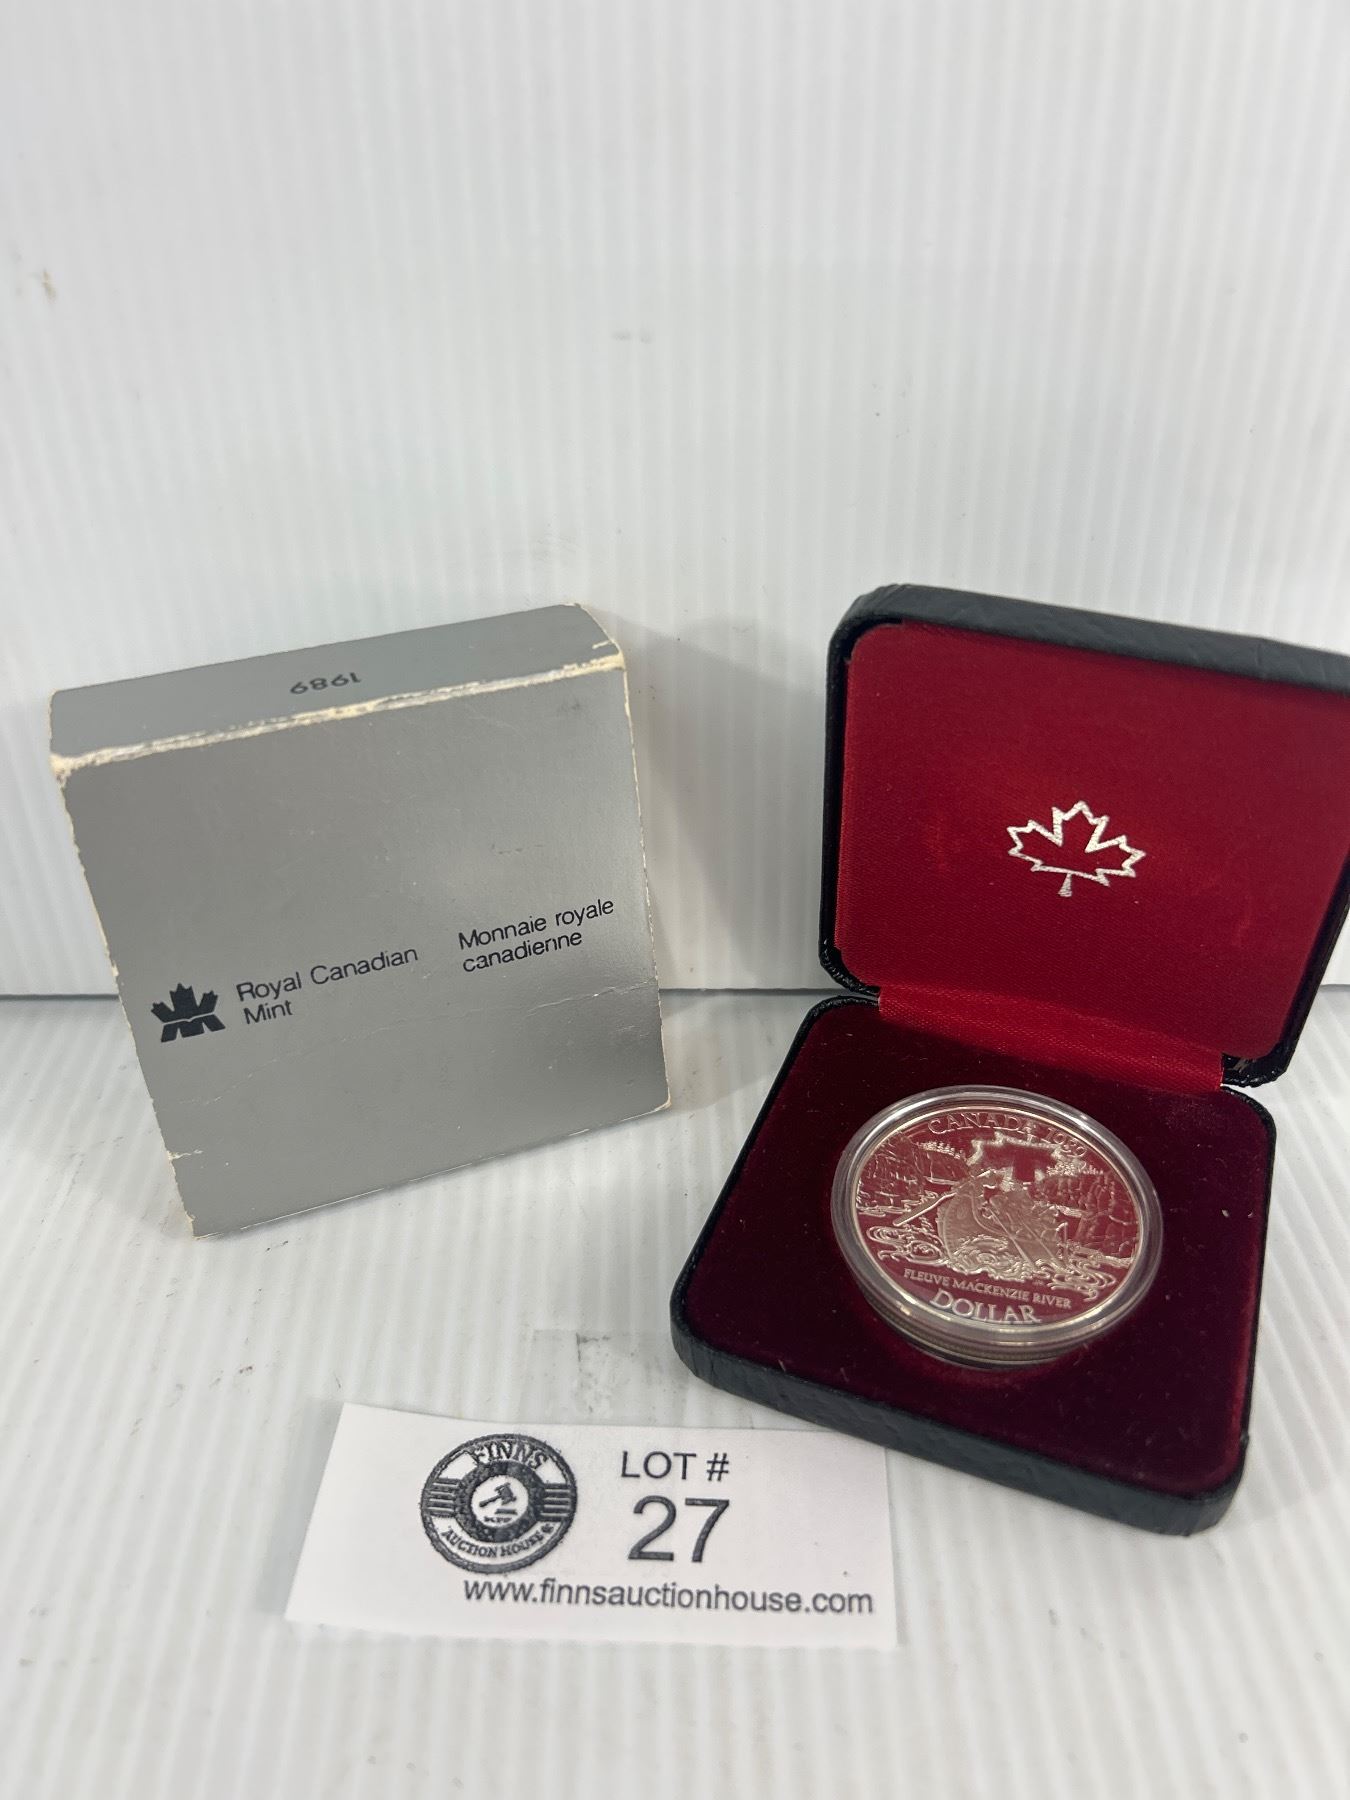 1989
Royal Canadian
Mint
Monnaie royale
canadienne
CANADA 1989
FLEUVE MACKENZIE RIVER
DOLLAR
FINNS
AUCTION HOUSE &
LOT #
27
www.finnsauctionhouse.com